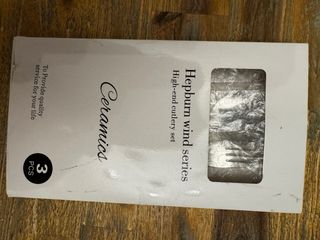 Hepburn wind series
High-end cutlery set
Ceramics
To Provide quality
service for your life
3
PCS